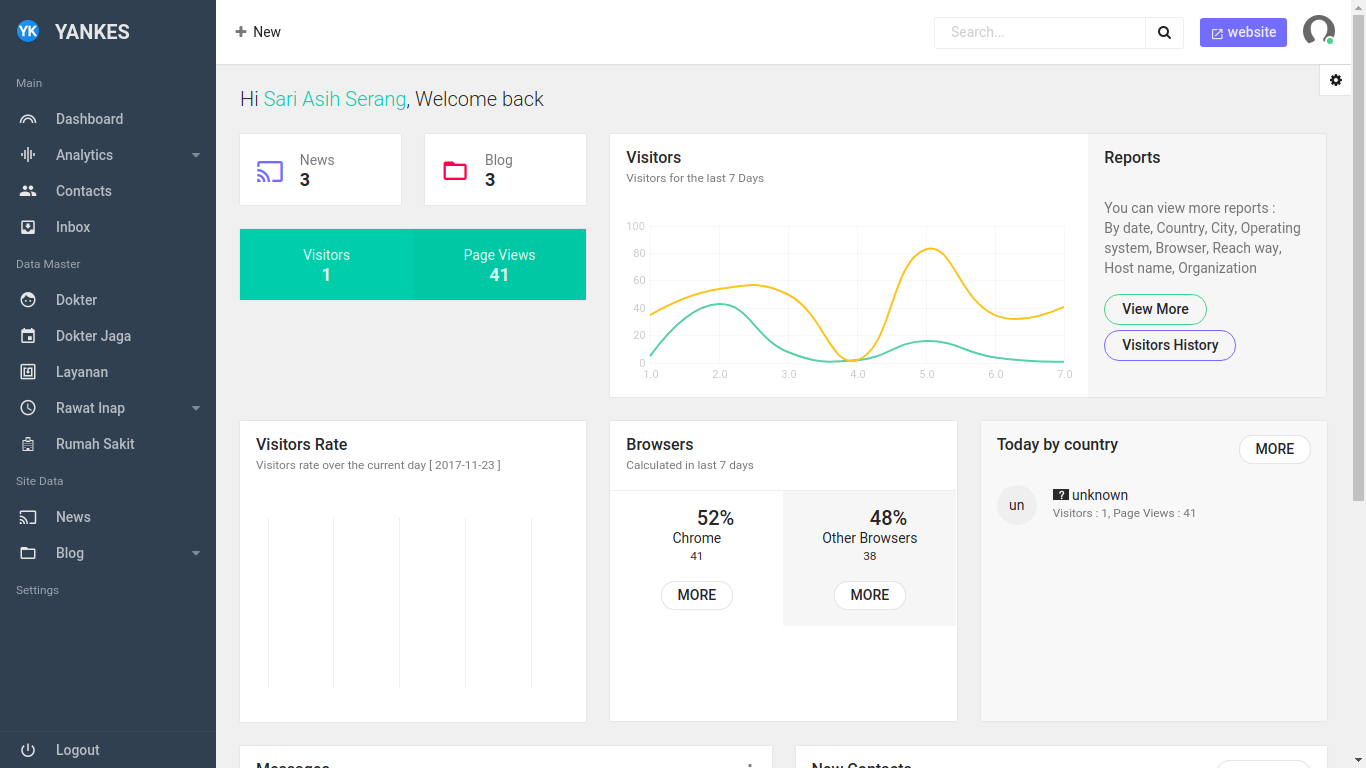 YK YANKES
Main
Dashboard
Analytics
Contacts
Inbox
Data Master
Dokter
Dokter Jaga
Layanan
Rawat Inap
Rumah Sakit
Site Data
News
Blog
Settings
Logout
New
Search...
website
Hi Sari Asih Serang, Welcome back
News
3
Blog
3
Visitors
1
Page Views
41
Visitors
Visitors for the last 7 Days
100
80
60
40
20
0
1.0 2.0 3.0 4.0 5.0 6.0 7.0
Reports
You can view more reports :
By date, Country, City, Operating
system, Browser, Reach way,
Host name, Organization
View More
Visitors History
Visitors Rate
Visitors rate over the current day [ 2017-11-23 ]
Browsers
Calculated in last 7 days
52%
Chrome
41
MORE
48%
Other Browsers
38
MORE
Today by country
MORE
un
? unknown
Visitors : 1, Page Views : 41
Messages
New Contacts